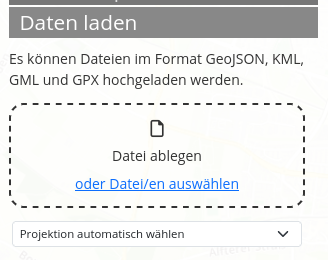 Daten laden
Es können Dateien im Format GeoJSON, KML,
GML und GPX hochgeladen werden.
Datei ablegen
oder Datei/en auswählen
Projektion automatisch wählen